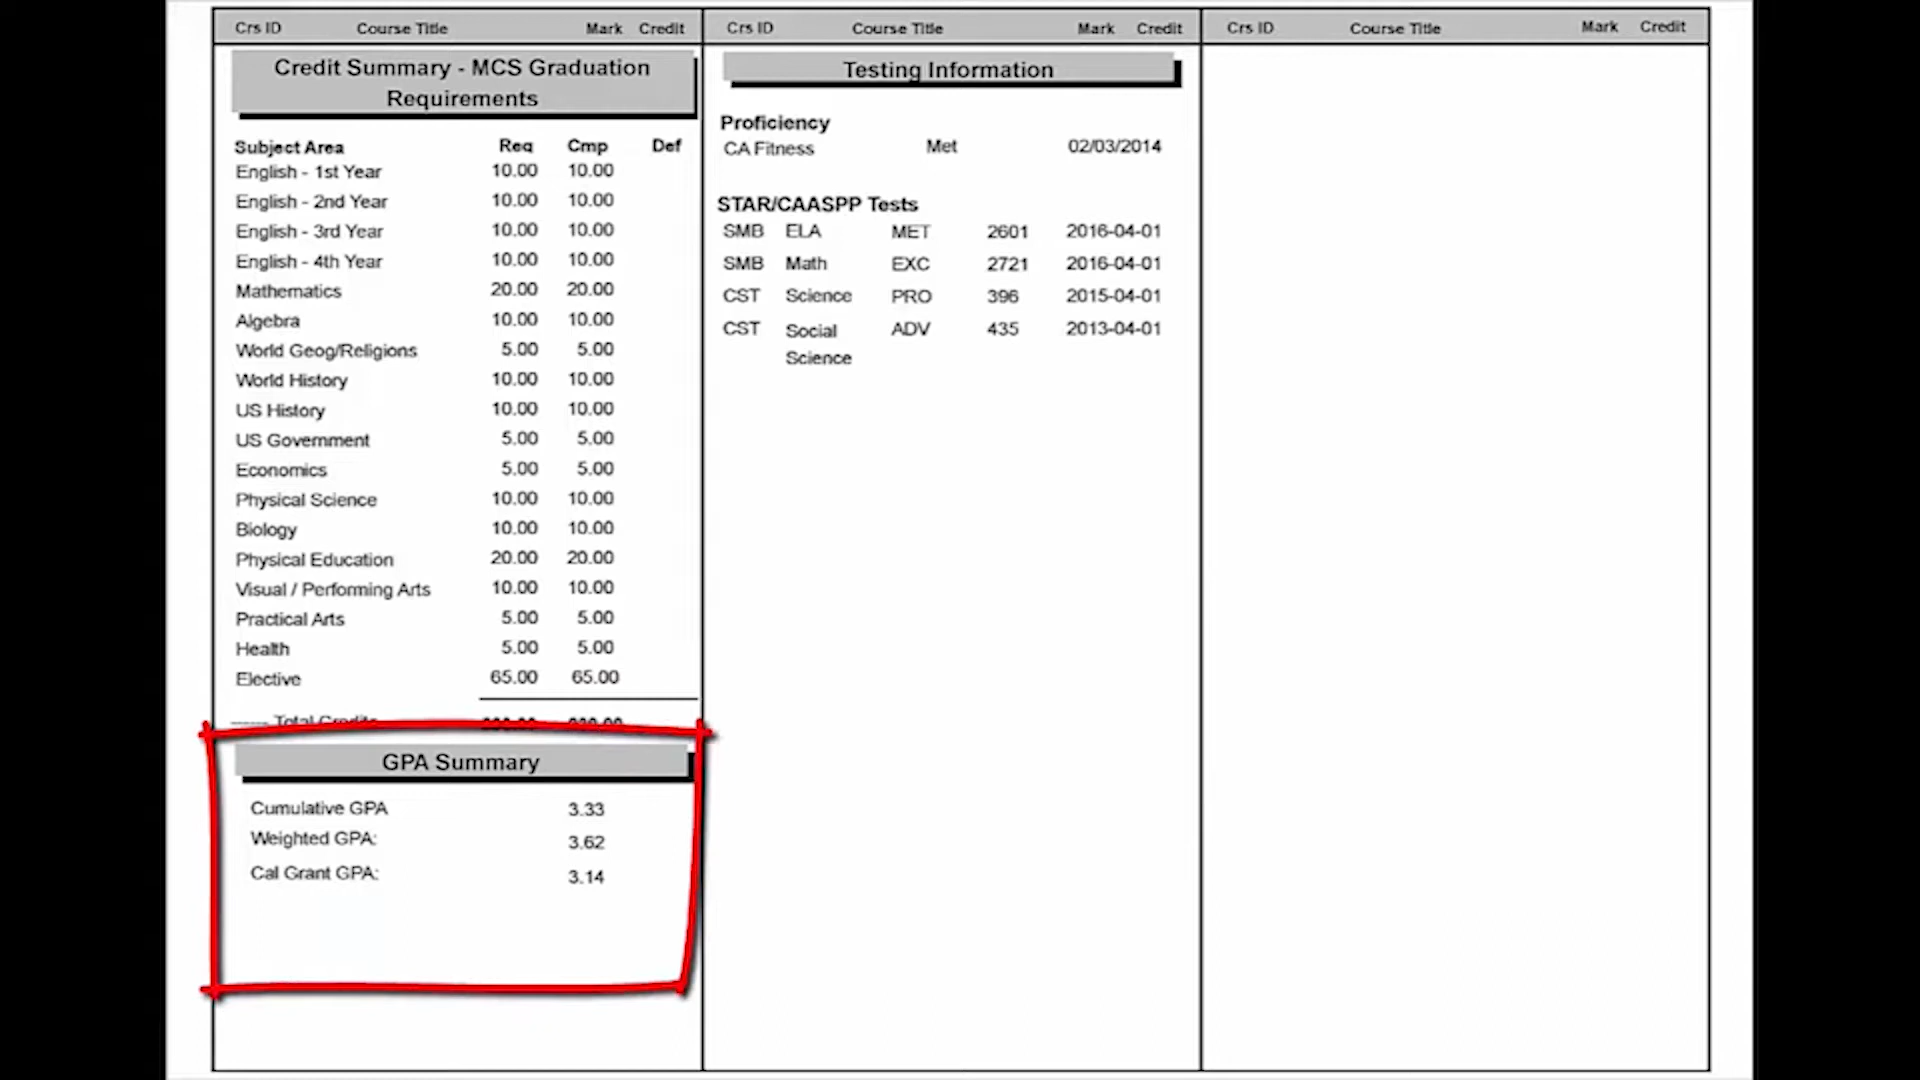 Crs ID Course Title Mark Credit
Credit Summary - MCS Graduation
Requirements
Subject Area Req Cmp Def
English - 1st Year 10.00 10.00
English - 2nd Year 10.00 10.00
English - 3rd Year 10.00 10.00
English - 4th Year 10.00 10.00
Mathematics 20.00 20.00
Algebra 10.00 10.00
World Geog/Religions 5.00 5.00
World History 10.00 10.00
US History 10.00 10.00
US Government 5.00 5.00
Economics 5.00 5.00
Physical Science 10.00 10.00
Biology 10.00 10.00
Physical Education 20.00 20.00
Visual / Performing Arts 10.00 10.00
Practical Arts 5.00 5.00
Health 5.00 5.00
Elective 65.00 65.00
Total Credits
GPA Summary
Cumulative GPA 3.33
Weighted GPA: 3.62
Cal Grant GPA: 3.14
Crs ID Course Title Mark Credit
Testing Information
Proficiency
CA Fitness Met 02/03/2014
STAR/CAASPP Tests
SMB ELA MET 2601 2016-04-01
SMB Math EXC 2721 2016-04-01
CST Science PRO 396 2015-04-01
CST Social ADV 435 2013-04-01
Science
Crs ID Course Title Mark Credit